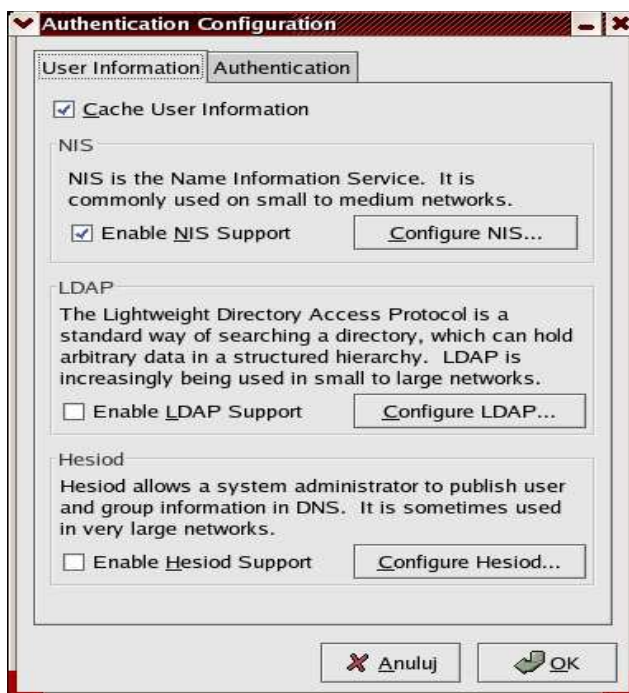 Authentication Configuration
User Information
Authentication
Cache User Information
NIS
NIS is the Name Information Service. It is
commonly used on small to medium networks.
Enable NIS Support
Configure NIS...
LDAP
The Lightweight Directory Access Protocol is a
standard way of searching a directory, which can hold
arbitrary data in a structured hierarchy. LDAP is
increasingly being used in small to large networks.
Enable LDAP Support
Configure LDAP...
Hesiod
Hesiod allows a system administrator to publish user
and group information in DNS. It is sometimes used
in very large networks.
Enable Hesiod Support
Configure Hesiod...
Anuluj
OK